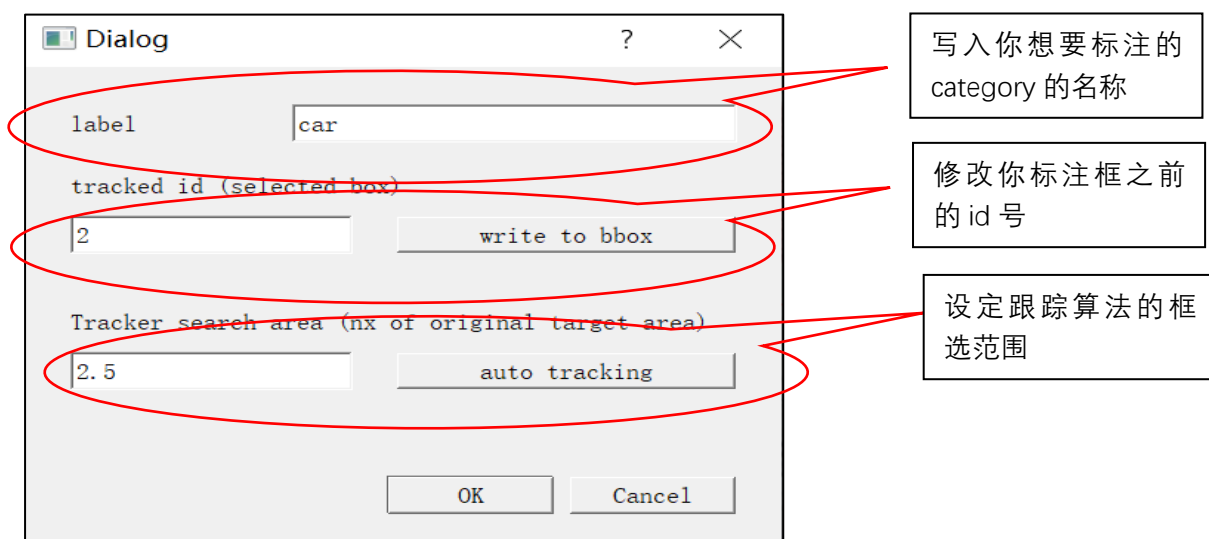 Dialog
?
label
car
tracked id (selected box)
2
write to bbox
Tracker search area (nx of original target area)
2.5
auto tracking
OK
Cancel
写入你想要标注的
category 的名称
修改你标注框之前
的 id 号
设定跟踪算法的框
选范围